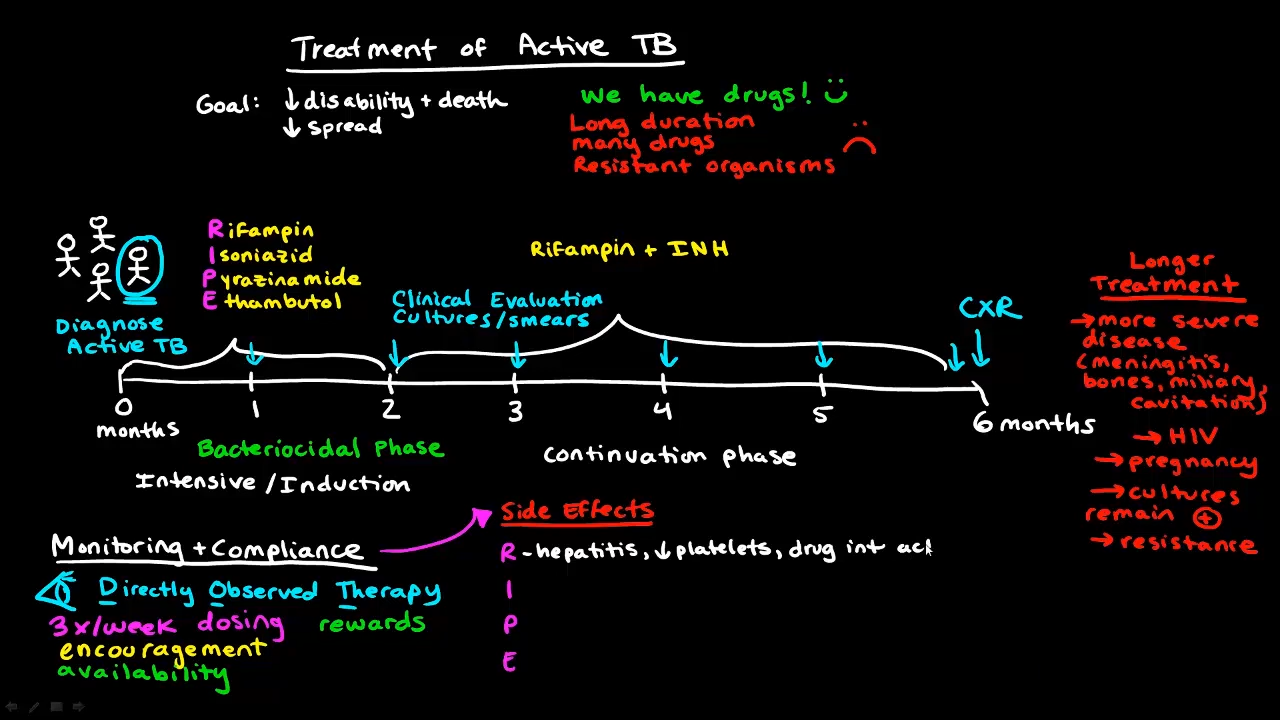 Treatment of Active TB
Goal: ↓ disability + death
↓ spread
We have drugs!
Long duration
many drugs
Resistant organisms
Rifampin
Isoniazid
Pyrazinamide
Ethambutol
Diagnose
Active TB
Rifampin + INH
Clinical Evaluation
Cultures/smears
CXR
0 1 2 3 4 5 6 months
months
Bacteriocidal Phase
Intensive/Induction
Continuation phase
Longer
Treatment
→ more severe
disease
(meningitis,
bones, miliary,
cavitation)
→ HIV
→ pregnancy
→ cultures
remain +
→ resistance
Monitoring + Compliance
Directly Observed Therapy
3x/week dosing rewards
encouragement
availability
Side Effects
R - hepatitis, ↓ platelets, drug int ack
I
P
E